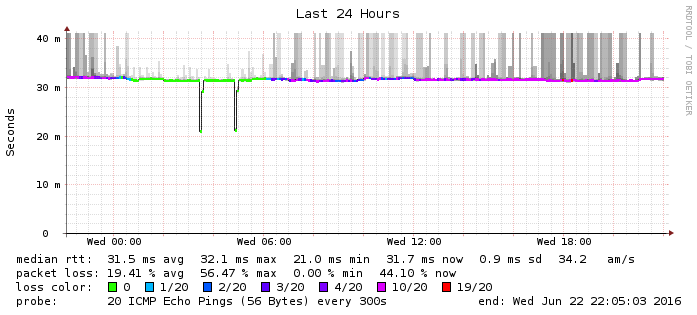 Last 24 Hours
RRDTOOL / TOBI OETIKER
Seconds
40 m
30 m
20 m
10 m
0
Wed 00:00 Wed 06:00 Wed 12:00 Wed 18:00
median rtt: 31.5 ms avg 32.1 ms max 21.0 ms min 31.7 ms now 0.9 ms sd 34.2 am/s
packet loss: 19.41 % avg 56.47 % max 0.00 % min 44.10 % now
loss color: 0 1/20 2/20 3/20 4/20 10/20 19/20
probe: 20 ICMP Echo Pings (56 Bytes) every 300s end: Wed Jun 22 22:05:03 2016